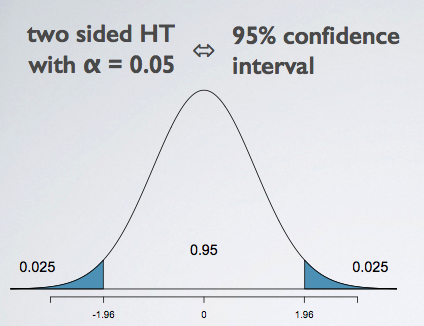 two sided HT
with α = 0.05
⇔
95% confidence
interval
0.95
0.025
0.025
-1.96
0
1.96